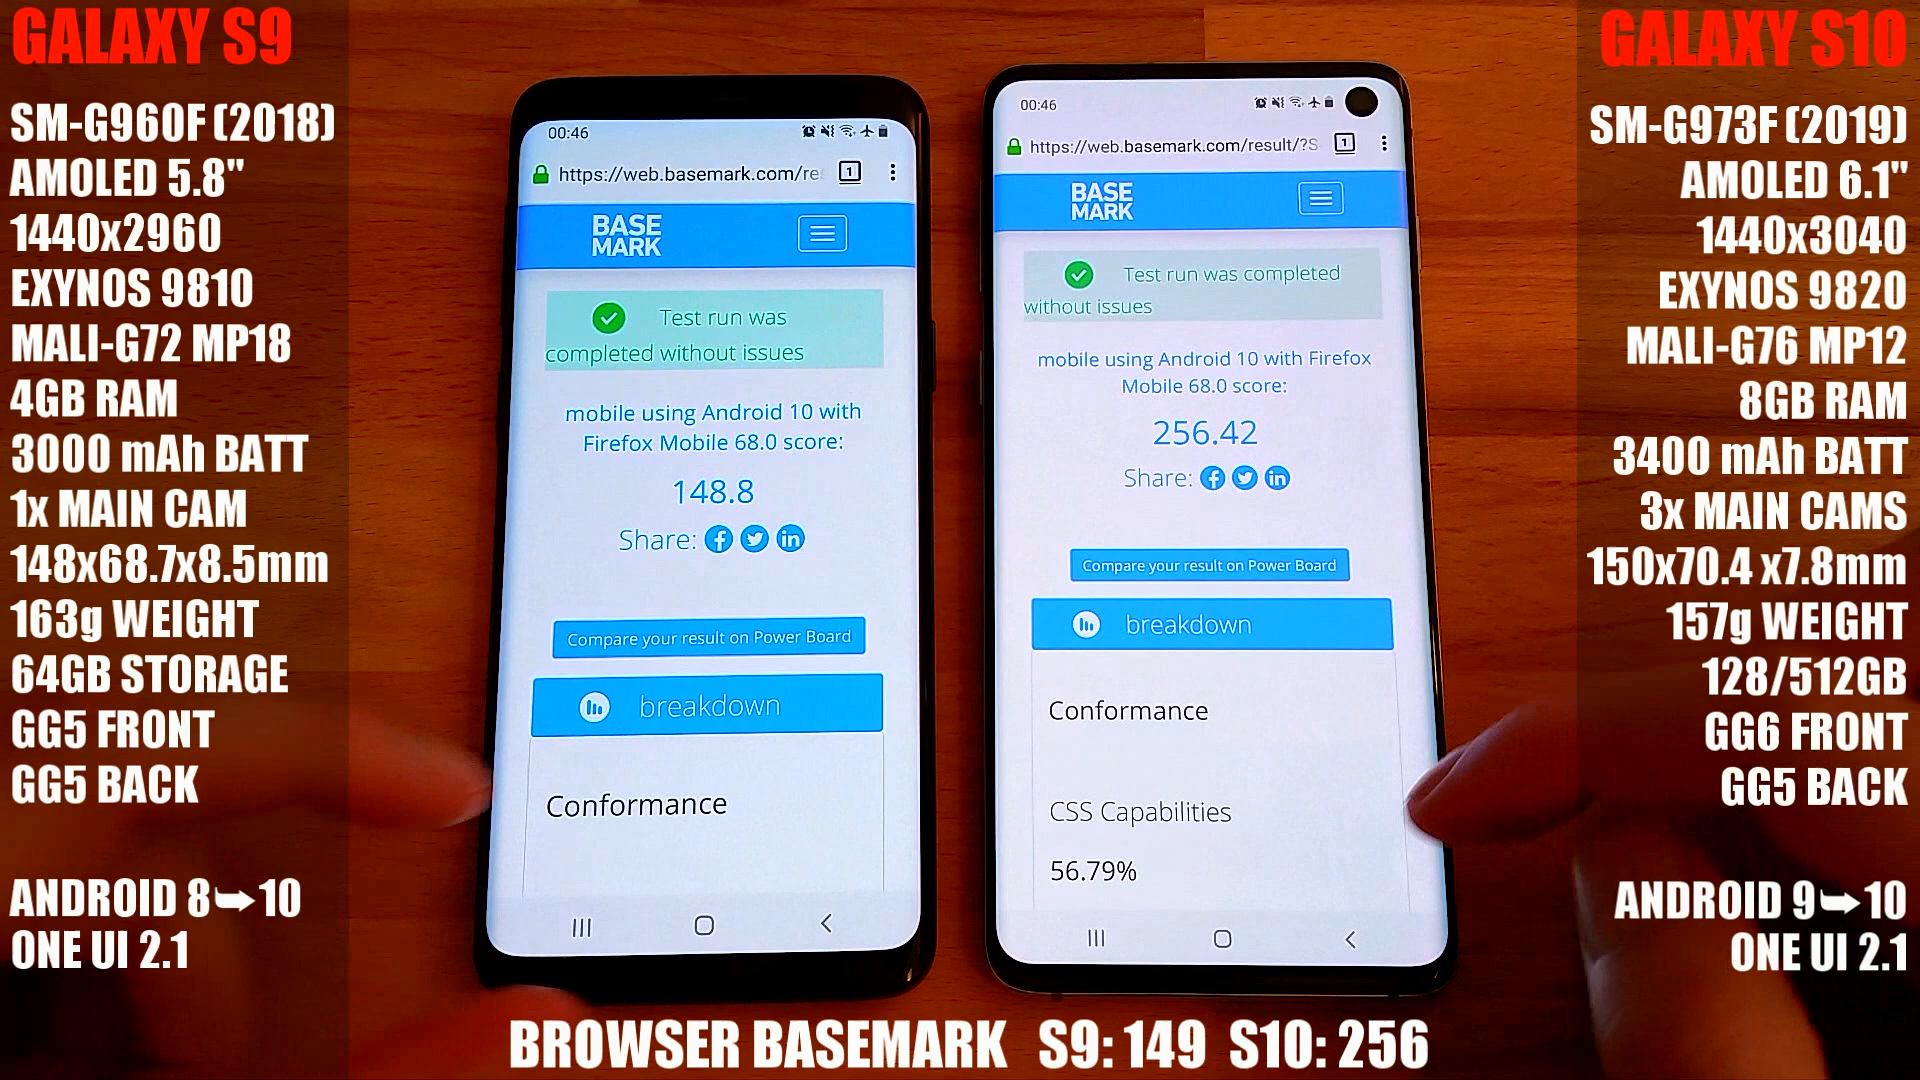 GALAXY S9
SM-G960F (2018)
AMOLED 5.8"
1440x2960
EXYNOS 9810
MALI-G72 MP18
4GB RAM
3000 mAh BATT
1x MAIN CAM
148x68.7x8.5mm
163g WEIGHT
64GB STORAGE
GG5 FRONT
GG5 BACK
ANDROID 8➥10
ONE UI 2.1
00:46
https://web.basemark.com/re
1
BASE
MARK
Test run was
completed without issues
mobile using Android 10 with
Firefox Mobile 68.0 score:
148.8
Share:
Compare your result on Power Board
breakdown
Conformance
00:46
https://web.basemark.com/result/?S
1
BASE
MARK
Test run was completed
without issues
mobile using Android 10 with Firefox
Mobile 68.0 score:
256.42
Share:
Compare your result on Power Board
breakdown
Conformance
CSS Capabilities
56.79%
GALAXY S10
SM-G973F (2019)
AMOLED 6.1"
1440x3040
EXYNOS 9820
MALI-G76 MP12
8GB RAM
3400 mAh BATT
3x MAIN CAMS
150x70.4 x7.8mm
157g WEIGHT
128/512GB
GG6 FRONT
GG5 BACK
ANDROID 9➥10
ONE UI 2.1
BROWSER BASEMARK S9: 149 S10: 256